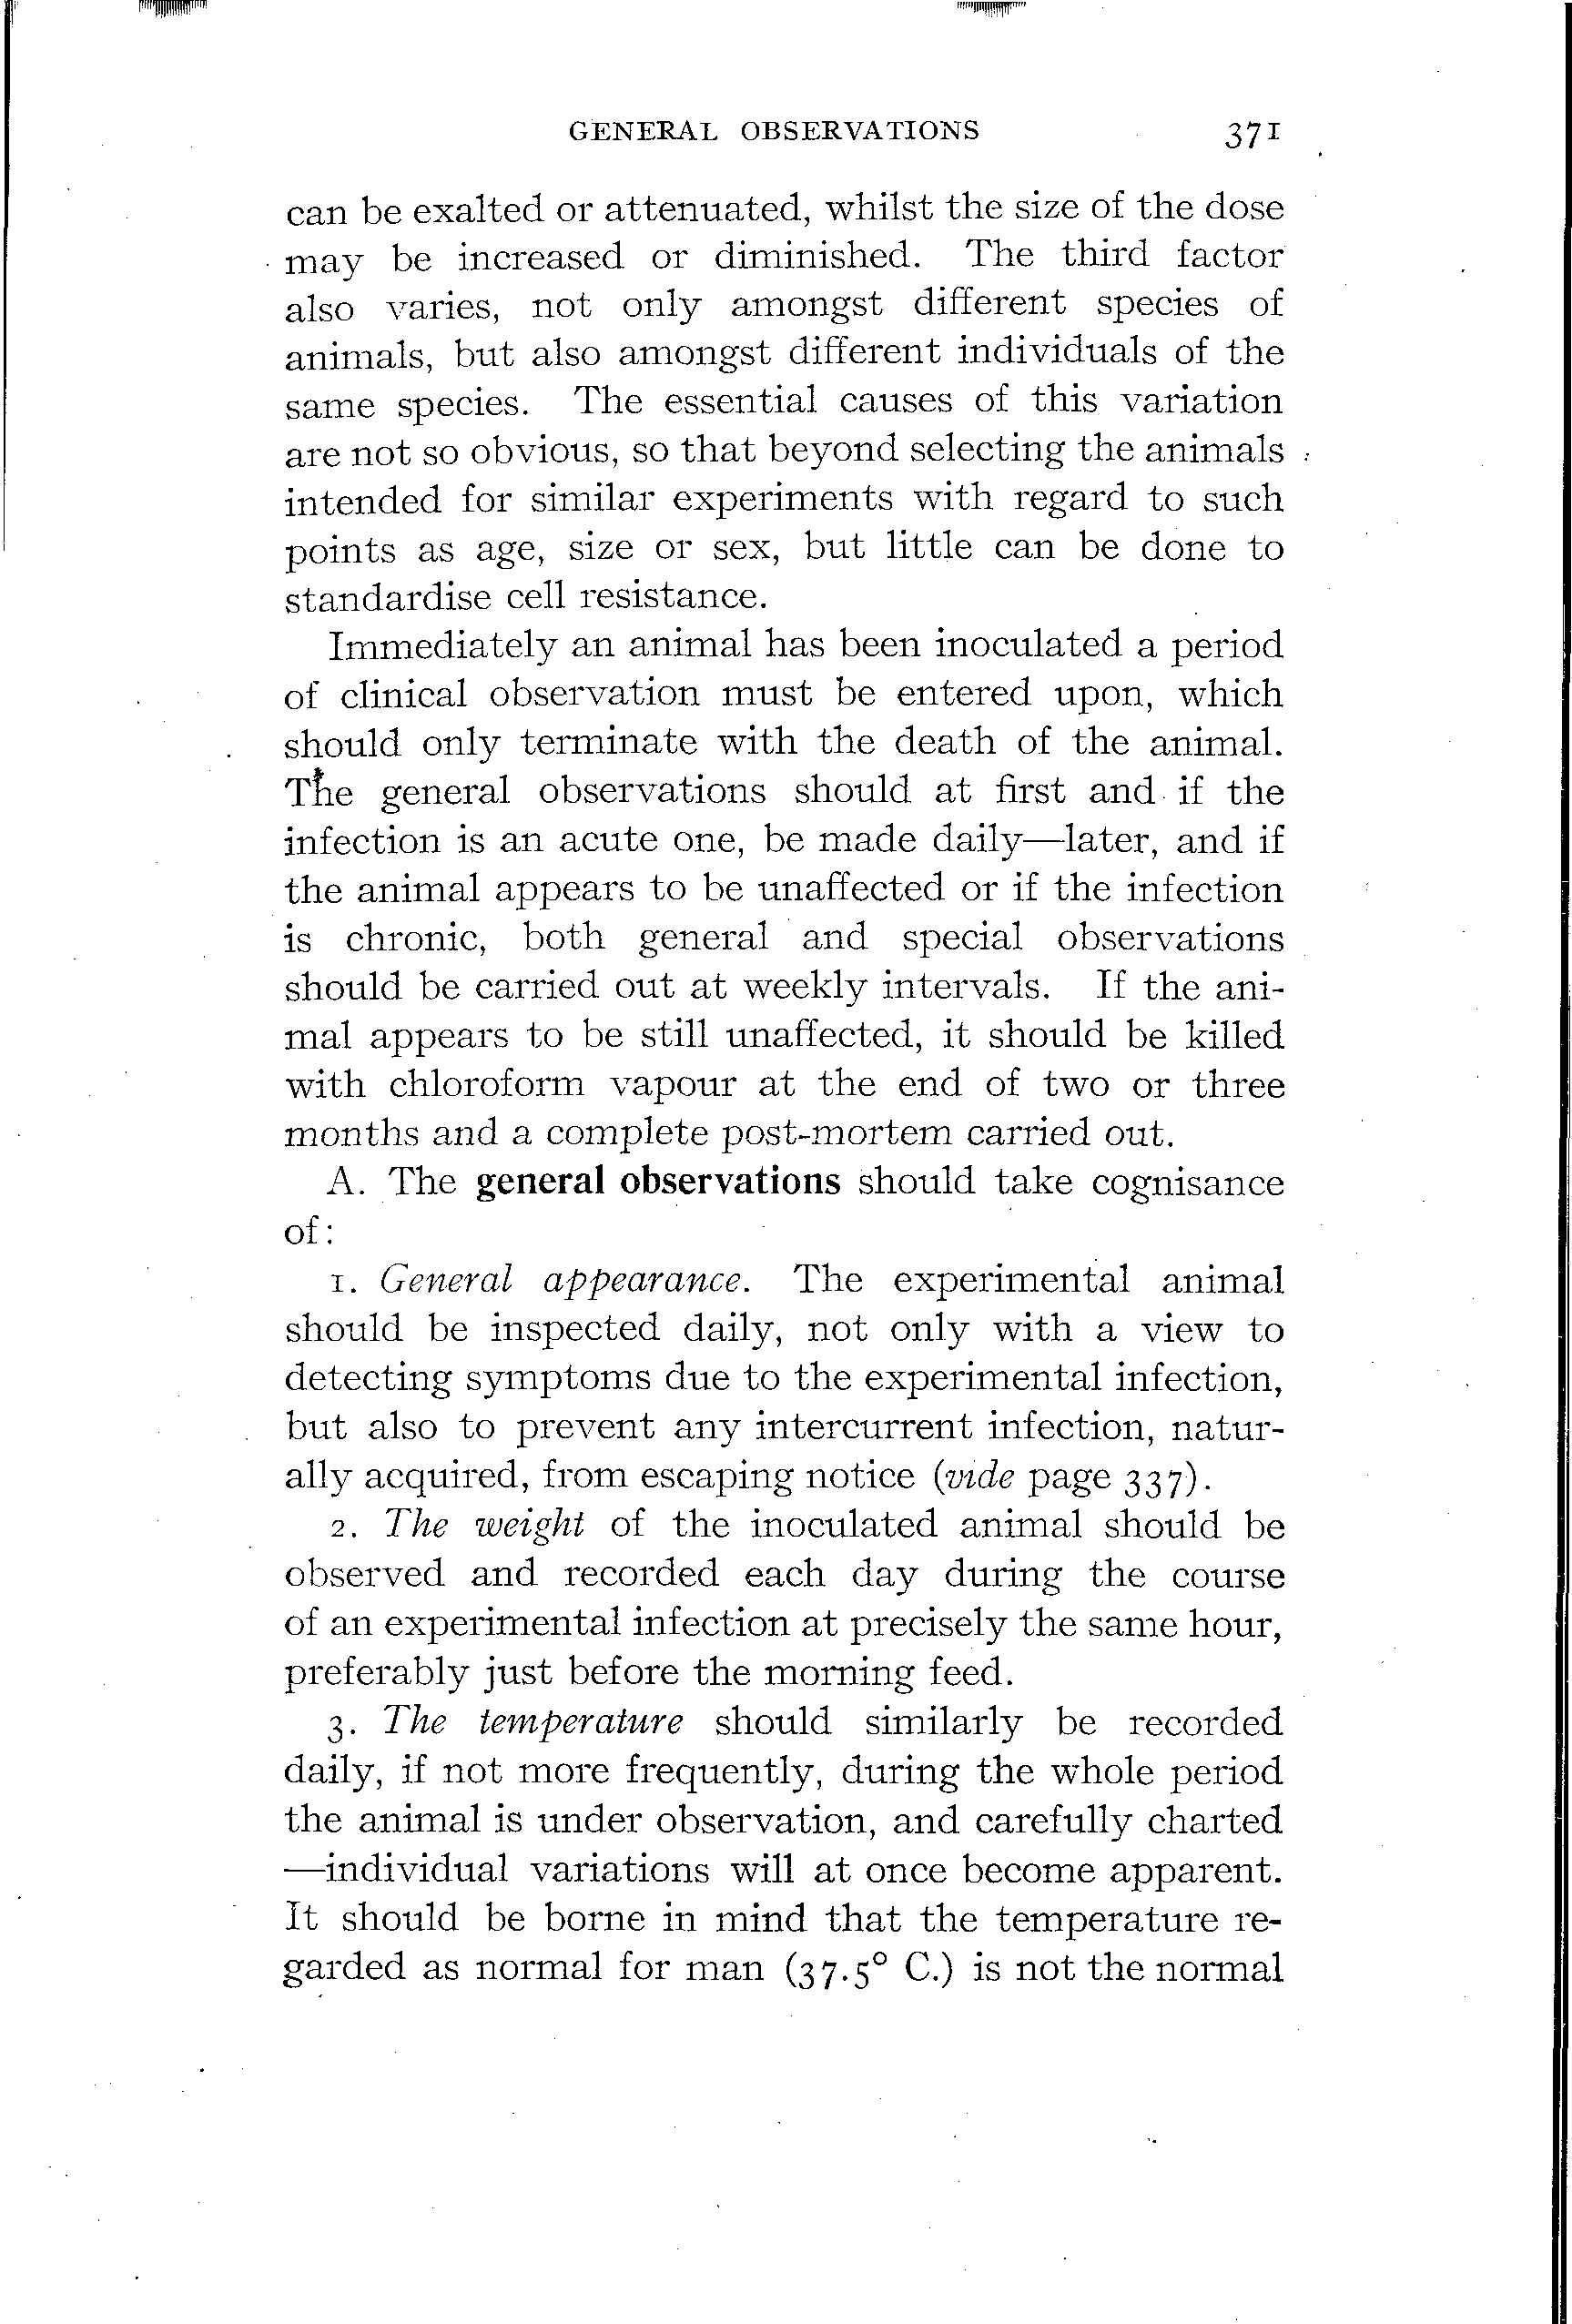 GENERAL OBSERVATIONS 371
can be exalted or attenuated, whilst the size of the dose
may be increased or diminished. The third factor
also varies, not only amongst different species of
animals, but also amongst different individuals of the
same species. The essential causes of this variation
are not so obvious, so that beyond selecting the animals
intended for similar experiments with regard to such
points as age, size or sex, but little can be done to
standardise cell resistance.
Immediately an animal has been inoculated a period
of clinical observation must be entered upon, which
should only terminate with the death of the animal.
The general observations should at first and if the
infection is an acute one, be made daily—later, and if
the animal appears to be unaffected or if the infection
is chronic, both general and special observations
should be carried out at weekly intervals. If the ani-
mal appears to be still unaffected, it should be killed
with chloroform vapour at the end of two or three
months and a complete post-mortem carried out.
A. The general observations should take cognisance
of:
1. General appearance. The experimental animal
should be inspected daily, not only with a view to
detecting symptoms due to the experimental infection,
but also to prevent any intercurrent infection, natur-
ally acquired, from escaping notice (vide page 337).
2. The weight of the inoculated animal should be
observed and recorded each day during the course
of an experimental infection at precisely the same hour,
preferably just before the morning feed.
3. The temperature should similarly be recorded
daily, if not more frequently, during the whole period
the animal is under observation, and carefully charted
—individual variations will at once become apparent.
It should be borne in mind that the temperature re-
garded as normal for man (37.5° C.) is not the normal